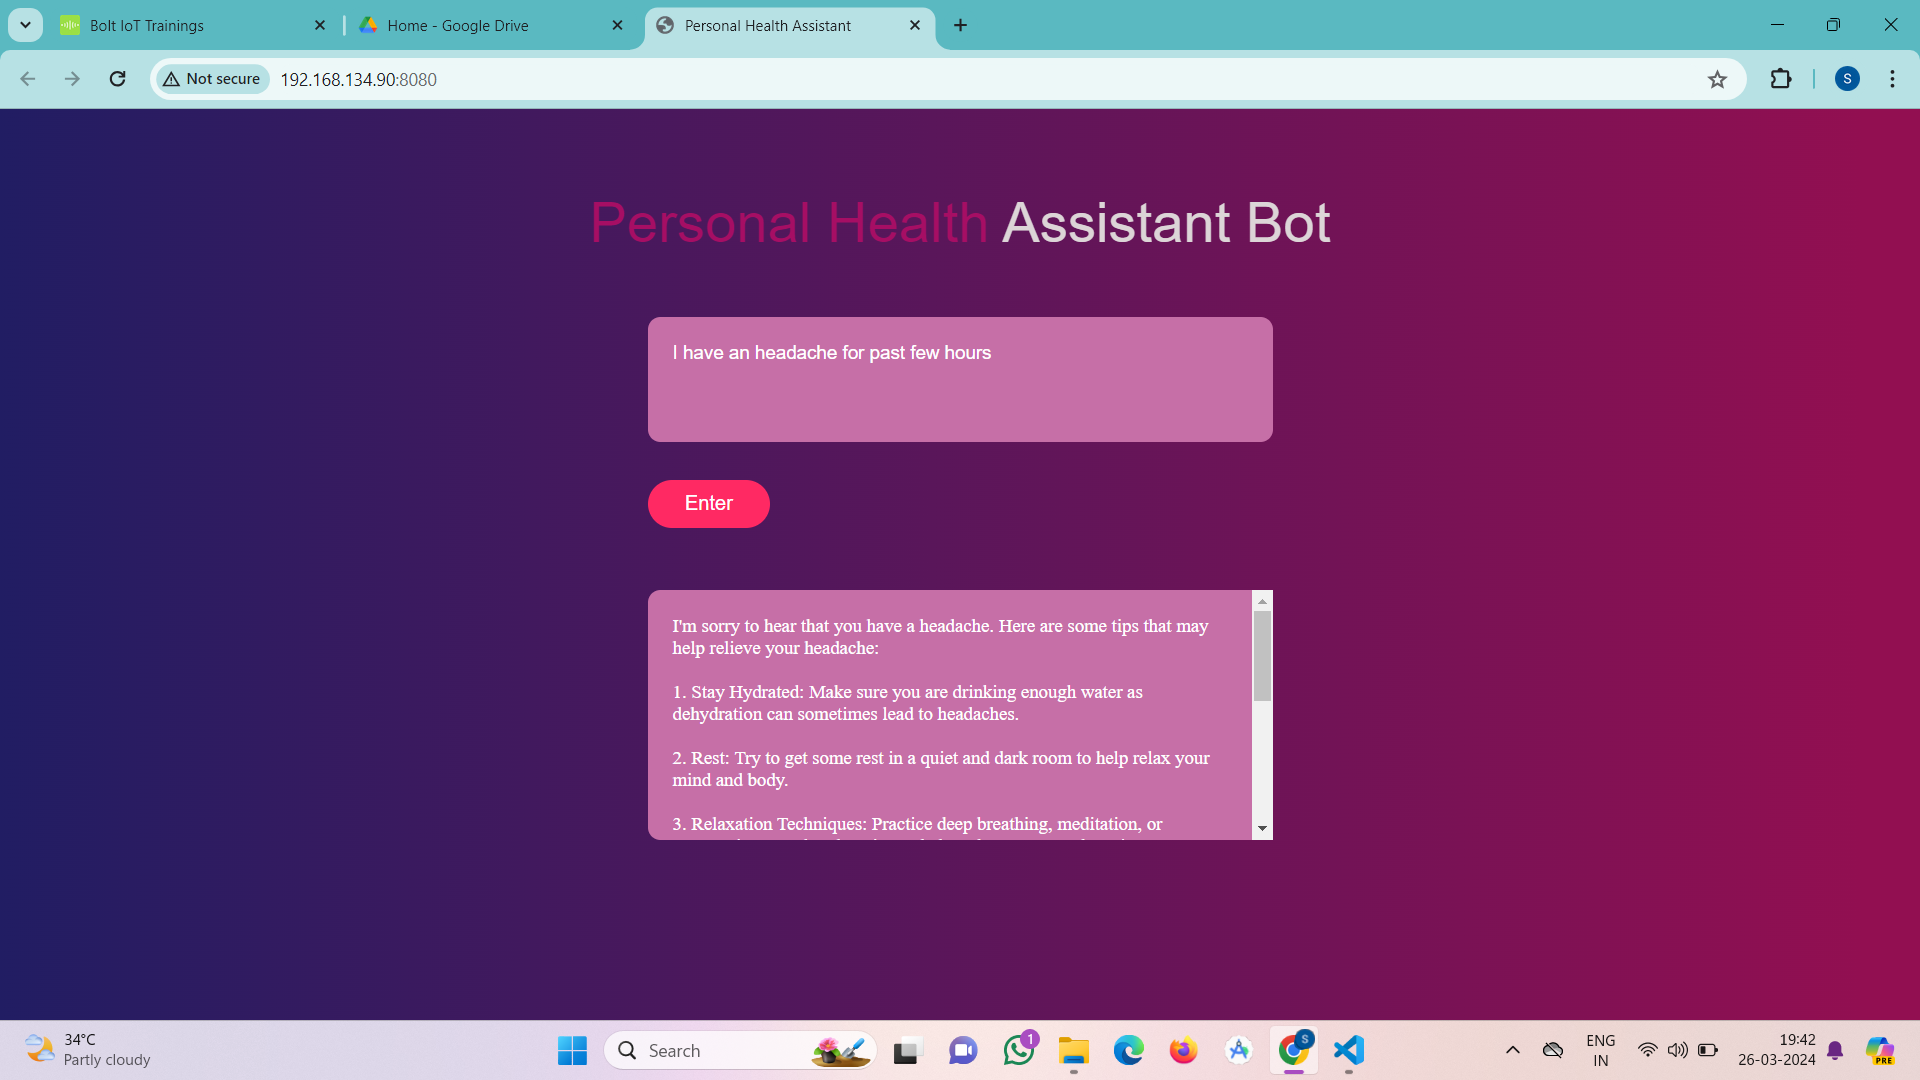 Bolt IoT Trainings
Home - Google Drive
Personal Health Assistant
Not secure
192.168.134.90:8080
S
Personal Health Assistant Bot
I have an headache for past few hours
Enter
I'm sorry to hear that you have a headache. Here are some tips that may
help relieve your headache:
1. Stay Hydrated: Make sure you are drinking enough water as
dehydration can sometimes lead to headaches.
2. Rest: Try to get some rest in a quiet and dark room to help relax your
mind and body.
3. Relaxation Techniques: Practice deep breathing, meditation, or
34°C
Partly cloudy
Search
1
S
ENG
IN
19:42
26-03-2024
PRE